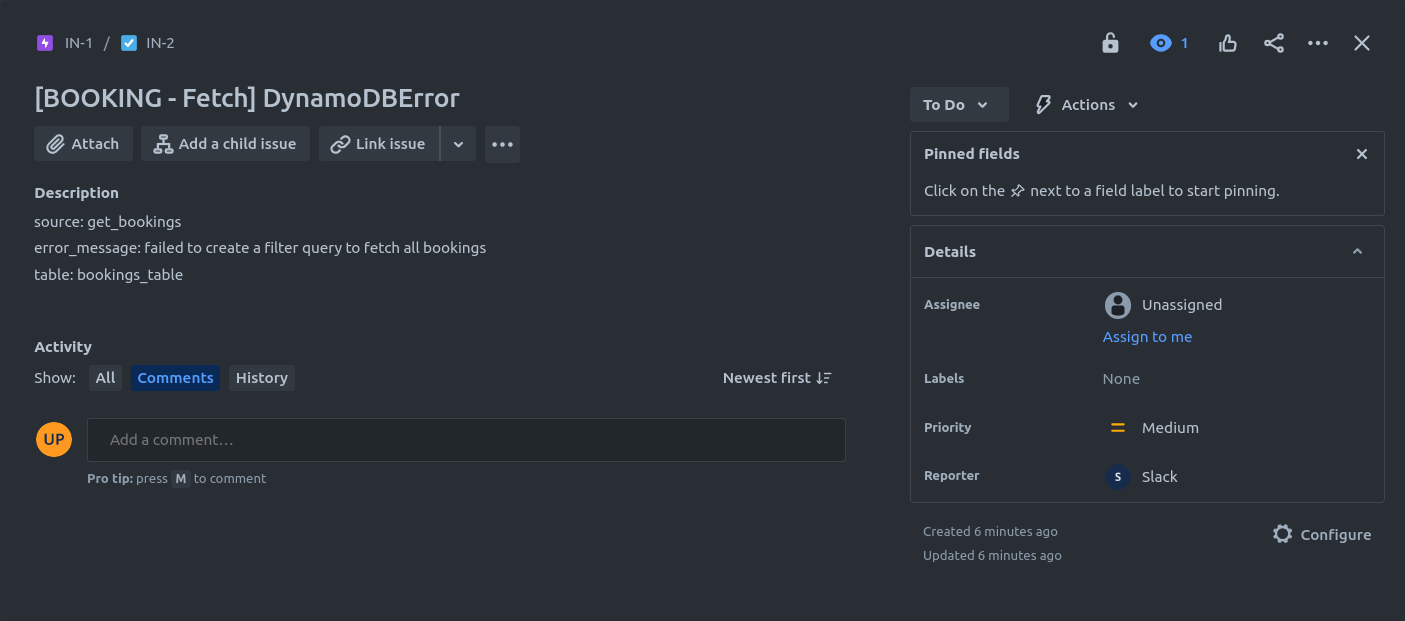 IN-1 / IN-2
1
[BOOKING - Fetch] DynamoDBError
Attach
Add a child issue
Link issue
Description
source: get_bookings
error_message: failed to create a filter query to fetch all bookings
table: bookings_table
Activity
Show: All Comments History
Newest first
UP
Add a comment…
Pro tip: press M to comment
To Do
Actions
Pinned fields
Click on the next to a field label to start pinning.
Details
Assignee
Unassigned
Assign to me
Labels
None
Priority
Medium
Reporter
S
Slack
Created 6 minutes ago
Updated 6 minutes ago
Configure